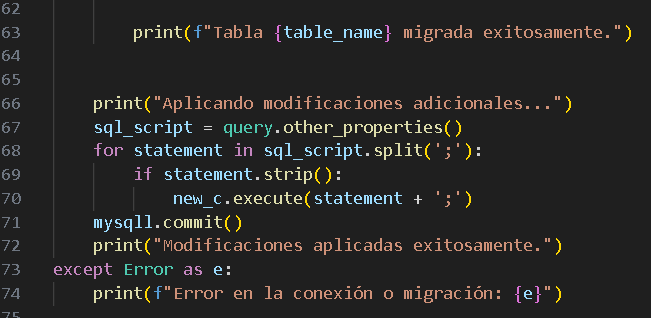 62
63 print(f"Tabla {table_name} migrada exitosamente.")
64
65
66 print("Aplicando modificaciones adicionales...")
67 sql_script = query.other_properties()
68 for statement in sql_script.split(';'):
69 if statement.strip():
70 new_c.execute(statement + ';')
71 mysqll.commit()
72 print("Modificaciones aplicadas exitosamente.")
73 except Error as e:
74 print(f"Error en la conexión o migración: {e}")
75